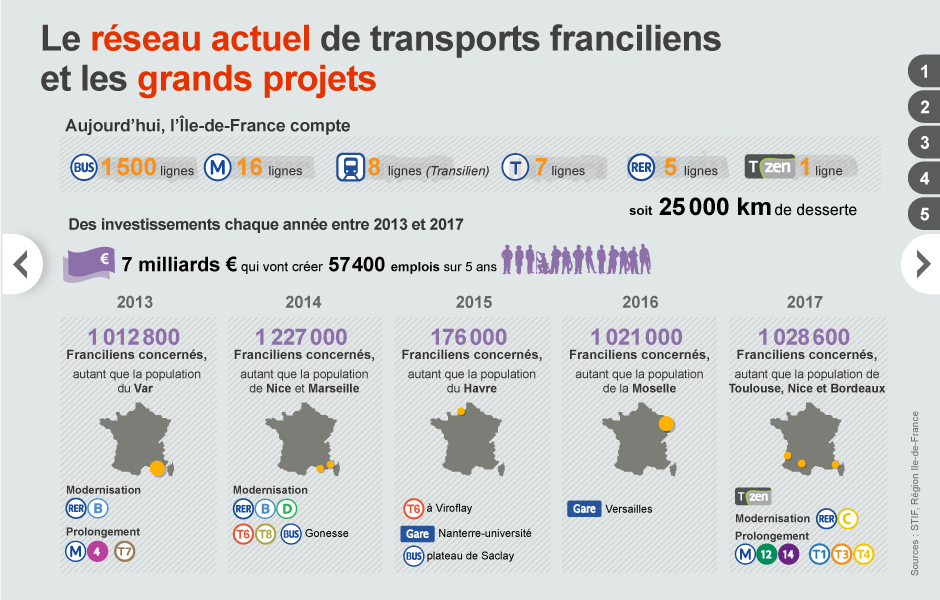 Le réseau actuel de transports franciliens
et les grands projets
1
2
3
4
5
Aujourd'hui, l'Île-de-France compte
BUS 1 500 lignes M 16 lignes 8 lignes (Transilien) T 7 lignes RER 5 lignes T zen 1 ligne
soit 25 000 km de desserte
Des investissements chaque année entre 2013 et 2017
€ 7 milliards € qui vont créer 57 400 emplois sur 5 ans
2013
1 012 800
Franciliens concernés,
autant que la population
du Var
Modernisation
RER B
Prolongement
M 4 T7
2014
1 227 000
Franciliens concernés,
autant que la population
de Nice et Marseille
Modernisation
RER B D
T6 T8 BUS Gonesse
2015
176 000
Franciliens concernés,
autant que la population
du Havre
T6 à Viroflay
Gare Nanterre-université
BUS plateau de Saclay
2016
1 021 000
Franciliens concernés,
autant que la population
de la Moselle
Gare Versailles
2017
1 028 600
Franciliens concernés,
autant que la population de
Toulouse, Nice et Bordeaux
T zen
Modernisation RER C
Prolongement
M 12 14 T1 T3 T4
Sources : STIF, Région Ile-de-France